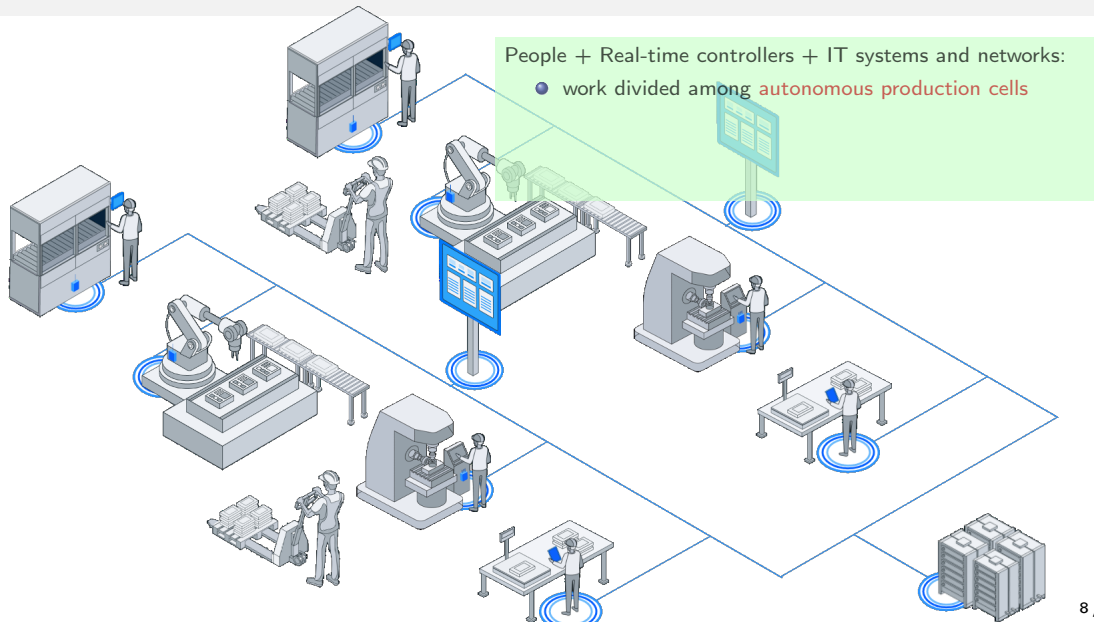 People + Real-time controllers + IT systems and networks:
work divided among autonomous production cells
8